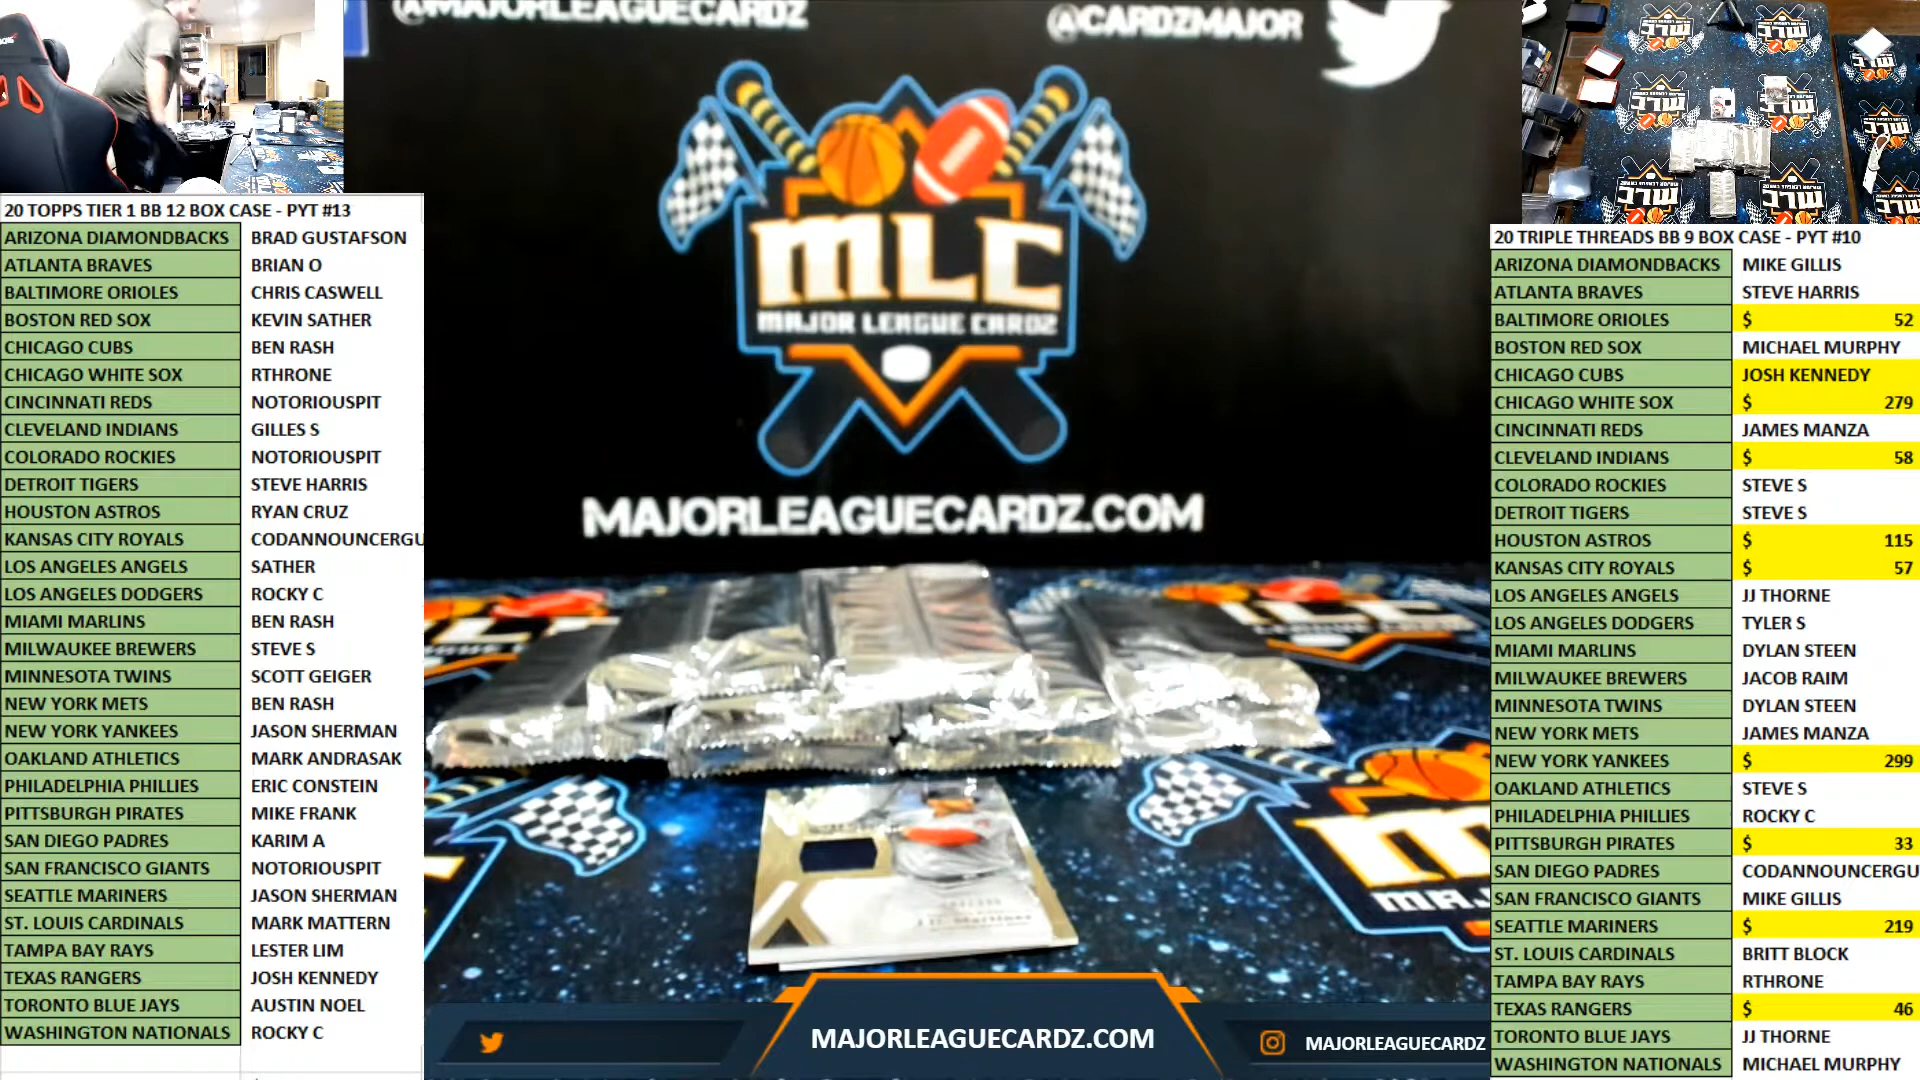 @MAJORLEAGUECARDZ
@CARDZMAJOR
MLC
MAJOR LEAGUE CARDZ
MAJORLEAGUECARDZ.COM
20 TOPPS TIER 1 BB 12 BOX CASE - PYT #13
ARIZONA DIAMONDBACKS BRAD GUSTAFSON
ATLANTA BRAVES BRIAN O
BALTIMORE ORIOLES CHRIS CASWELL
BOSTON RED SOX KEVIN SATHER
CHICAGO CUBS BEN RASH
CHICAGO WHITE SOX RTHRONE
CINCINNATI REDS NOTORIOUSPIT
CLEVELAND INDIANS GILLES S
COLORADO ROCKIES NOTORIOUSPIT
DETROIT TIGERS STEVE HARRIS
HOUSTON ASTROS RYAN CRUZ
KANSAS CITY ROYALS CODANNOUNCERGU
LOS ANGELES ANGELS SATHER
LOS ANGELES DODGERS ROCKY C
MIAMI MARLINS BEN RASH
MILWAUKEE BREWERS STEVE S
MINNESOTA TWINS SCOTT GEIGER
NEW YORK METS BEN RASH
NEW YORK YANKEES JASON SHERMAN
OAKLAND ATHLETICS MARK ANDRASAK
PHILADELPHIA PHILLIES ERIC CONSTEIN
PITTSBURGH PIRATES MIKE FRANK
SAN DIEGO PADRES KARIM A
SAN FRANCISCO GIANTS NOTORIOUSPIT
SEATTLE MARINERS JASON SHERMAN
ST. LOUIS CARDINALS MARK MATTERN
TAMPA BAY RAYS LESTER LIM
TEXAS RANGERS JOSH KENNEDY
TORONTO BLUE JAYS AUSTIN NOEL
WASHINGTON NATIONALS ROCKY C
20 TRIPLE THREADS BB 9 BOX CASE - PYT #10
ARIZONA DIAMONDBACKS MIKE GILLIS
ATLANTA BRAVES STEVE HARRIS
BALTIMORE ORIOLES $ 52
BOSTON RED SOX MICHAEL MURPHY
CHICAGO CUBS JOSH KENNEDY
CHICAGO WHITE SOX $ 279
CINCINNATI REDS JAMES MANZA
CLEVELAND INDIANS $ 58
COLORADO ROCKIES STEVE S
DETROIT TIGERS STEVE S
HOUSTON ASTROS $ 115
KANSAS CITY ROYALS $ 57
LOS ANGELES ANGELS JJ THORNE
LOS ANGELES DODGERS TYLER S
MIAMI MARLINS DYLAN STEEN
MILWAUKEE BREWERS JACOB RAIM
MINNESOTA TWINS DYLAN STEEN
NEW YORK METS JAMES MANZA
NEW YORK YANKEES $ 299
OAKLAND ATHLETICS STEVE S
PHILADELPHIA PHILLIES ROCKY C
PITTSBURGH PIRATES $ 33
SAN DIEGO PADRES CODANNOUNCERGU
SAN FRANCISCO GIANTS MIKE GILLIS
SEATTLE MARINERS $ 219
ST. LOUIS CARDINALS BRITT BLOCK
TAMPA BAY RAYS RTHRONE
TEXAS RANGERS $ 46
TORONTO BLUE JAYS JJ THORNE
WASHINGTON NATIONALS MICHAEL MURPHY
MAJORLEAGUECARDZ.COM
MAJORLEAGUECARDZ